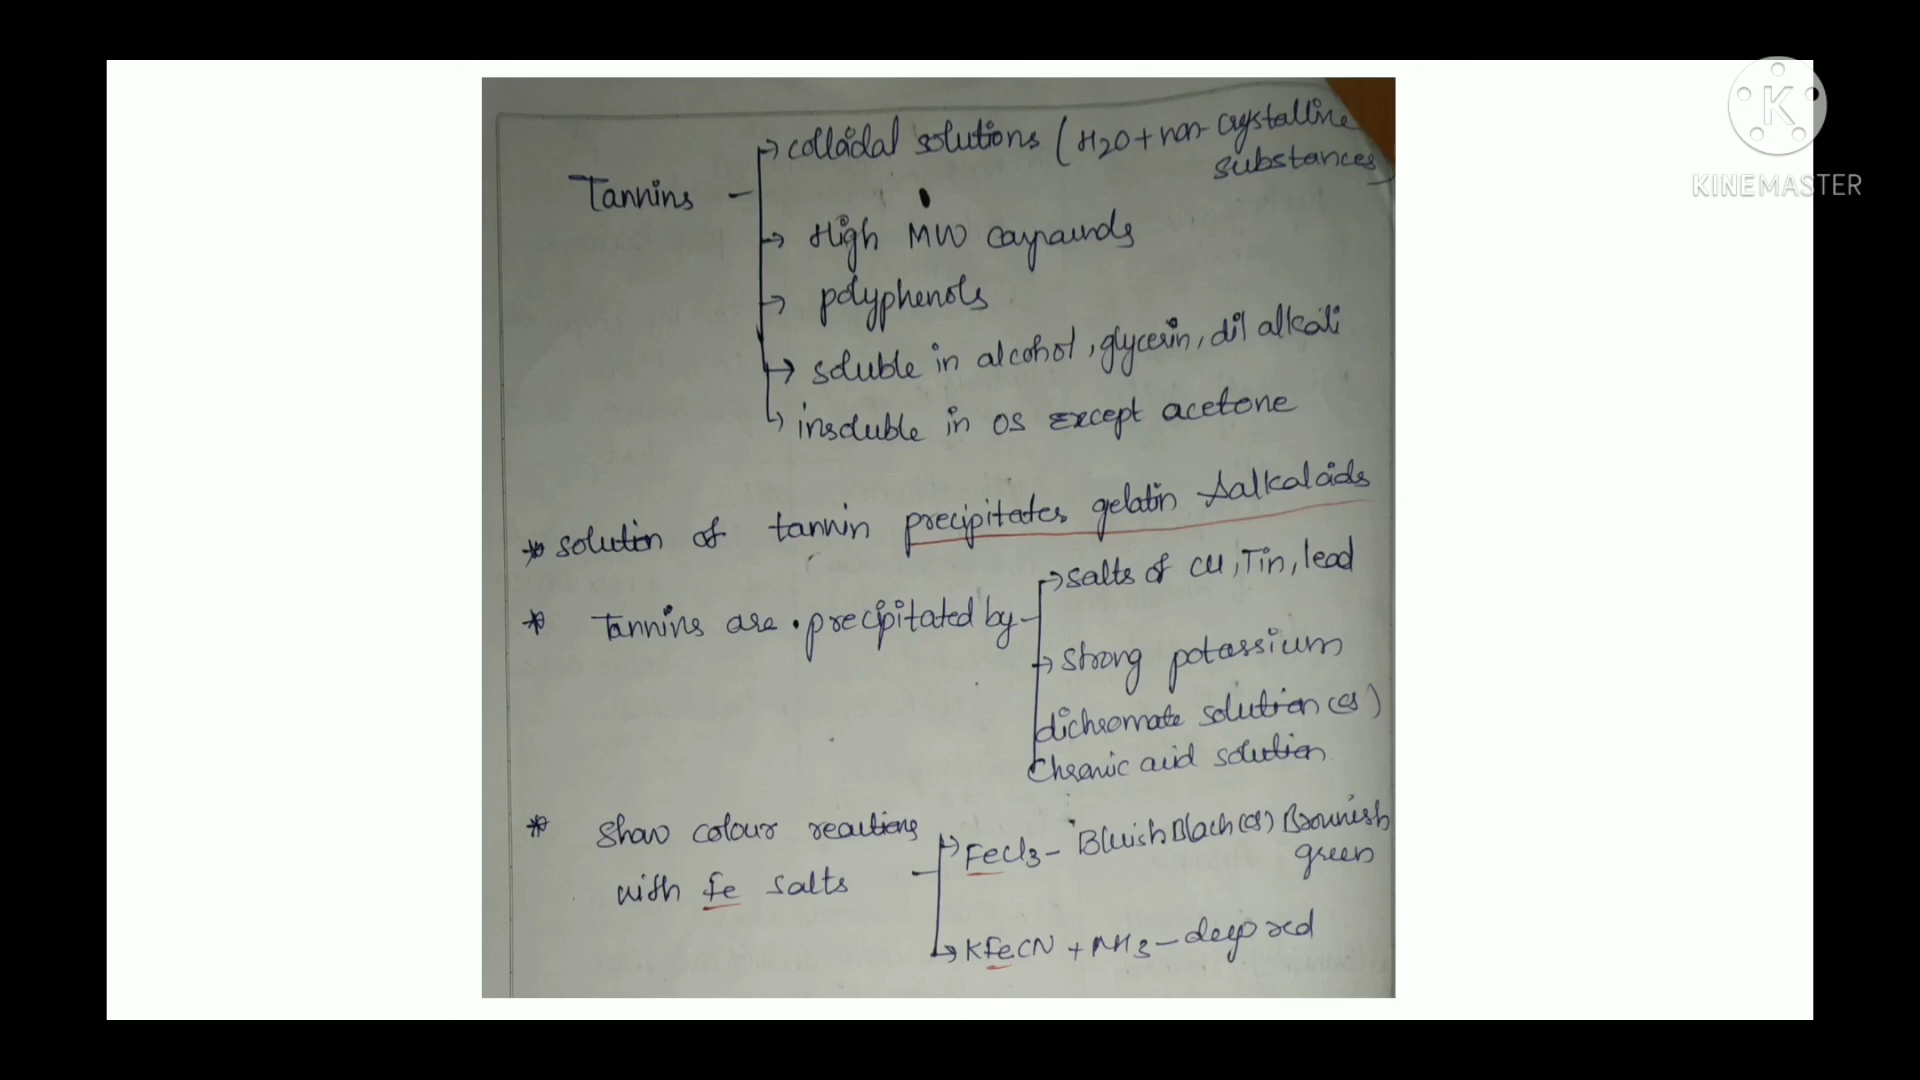 Tannins - → colloidal solutions (H2O + non-crystalline
substances)
→ High MW compounds
→ polyphenols
→ soluble in alcohol, glycerin, dil alkali
→ insoluble in OS Except acetone
* solution of tannin precipitates gelatin & alkaloids
* Tannins are precipitated by - → salts of cu, Tin, lead
→ strong potassium
dichromate solution (or)
Chromic acid solution
* Show colour reactions
with fe salts - → FeCl3 - Bluish Black (or) Brownish
green
→ KFeCN + NH3 - deep red
KINEMASTER